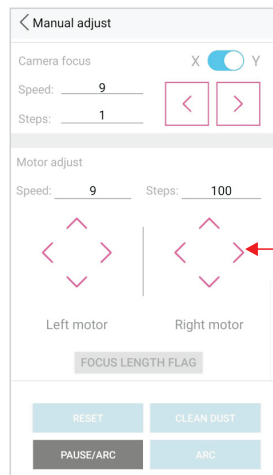 Manual adjust
Camera focus X Y
Speed: 9
Steps: 1
Motor adjust
Speed: 9 Steps: 100
Left motor Right motor
FOCUS LENGTH FLAG
RESET CLEAN DUST
PAUSE/ARC ARC